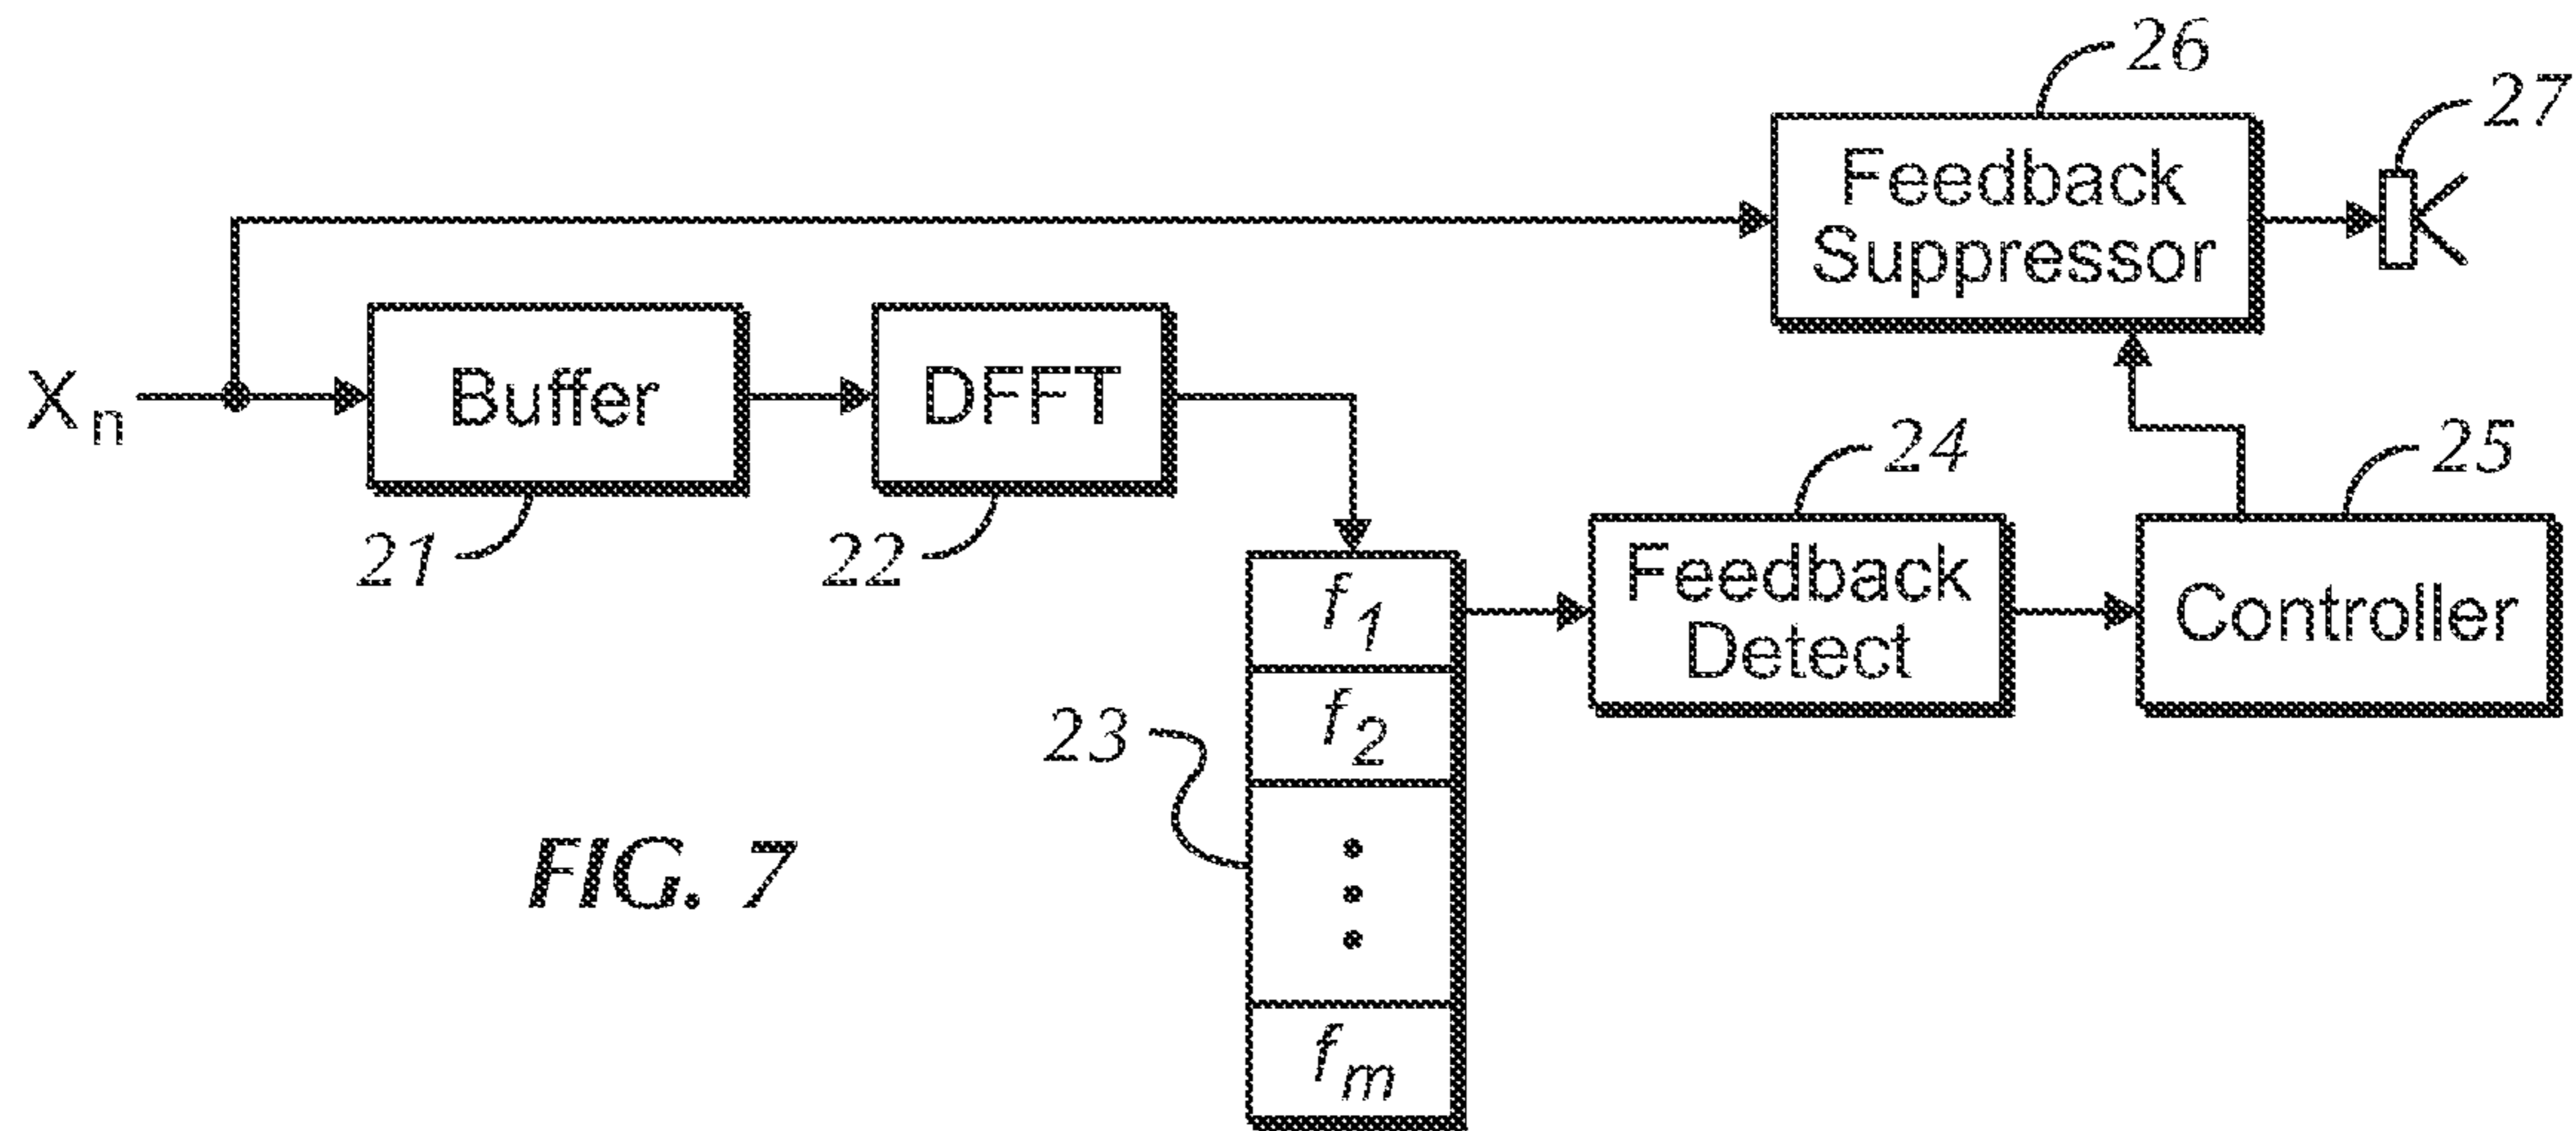 26
27
Feedback
Suppressor
Xn
Buffer
DFFT
21
22
24
25
f1
Feedback
Detect
Controller
f2
23
fm
FIG. 7